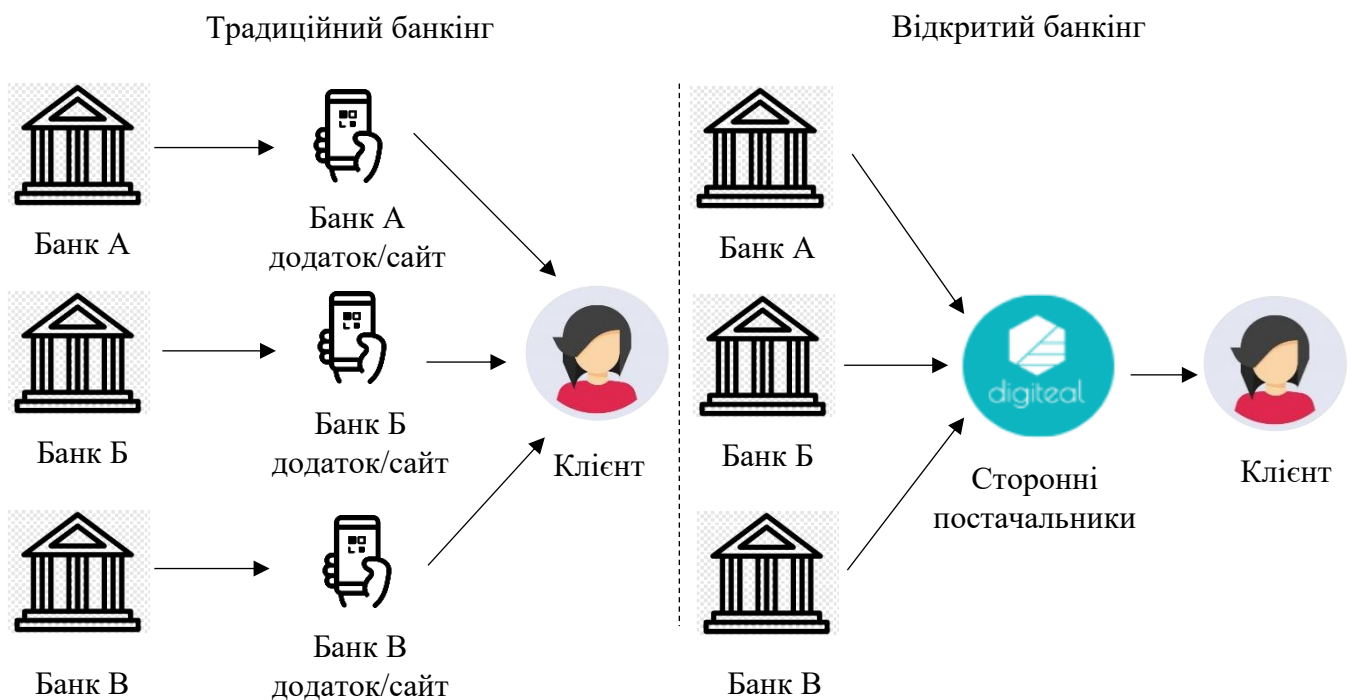 Традиційний банкінг
Банк А
Банк А
додаток/сайт
Банк Б
Банк Б
додаток/сайт
Банк В
Банк В
додаток/сайт
Клієнт
Відкритий банкінг
Банк А
Банк Б
Банк В
digiteal
Сторонні
постачальники
Клієнт